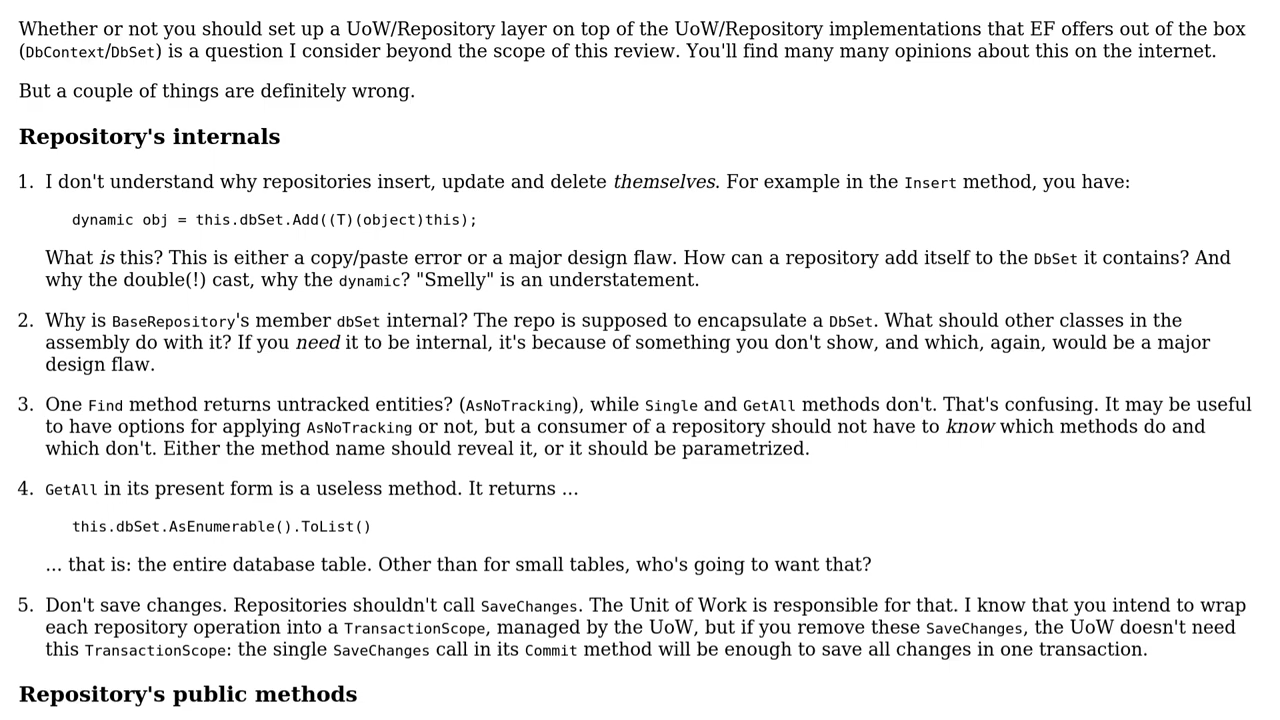 Whether or not you should set up a UoW/Repository layer on top of the UoW/Repository implementations that EF offers out of the box
(DbContext/DbSet) is a question I consider beyond the scope of this review. You'll find many many opinions about this on the internet.
But a couple of things are definitely wrong.
Repository's internals
1. I don't understand why repositories insert, update and delete themselves. For example in the Insert method, you have:
dynamic obj = this.dbSet.Add((T)(object)this);
What is this? This is either a copy/paste error or a major design flaw. How can a repository add itself to the DbSet it contains? And
why the double(!) cast, why the dynamic? "Smelly" is an understatement.
2. Why is BaseRepository's member dbSet internal? The repo is supposed to encapsulate a DbSet. What should other classes in the
assembly do with it? If you need it to be internal, it's because of something you don't show, and which, again, would be a major
design flaw.
3. One Find method returns untracked entities? (AsNoTracking), while Single and GetAll methods don't. That's confusing. It may be useful
to have options for applying AsNoTracking or not, but a consumer of a repository should not have to know which methods do and
which don't. Either the method name should reveal it, or it should be parametrized.
4. GetAll in its present form is a useless method. It returns ...
this.dbSet.AsEnumerable().ToList()
... that is: the entire database table. Other than for small tables, who's going to want that?
5. Don't save changes. Repositories shouldn't call SaveChanges. The Unit of Work is responsible for that. I know that you intend to wrap
each repository operation into a TransactionScope, managed by the UoW, but if you remove these SaveChanges, the UoW doesn't need
this TransactionScope: the single SaveChanges call in its Commit method will be enough to save all changes in one transaction.
Repository's public methods